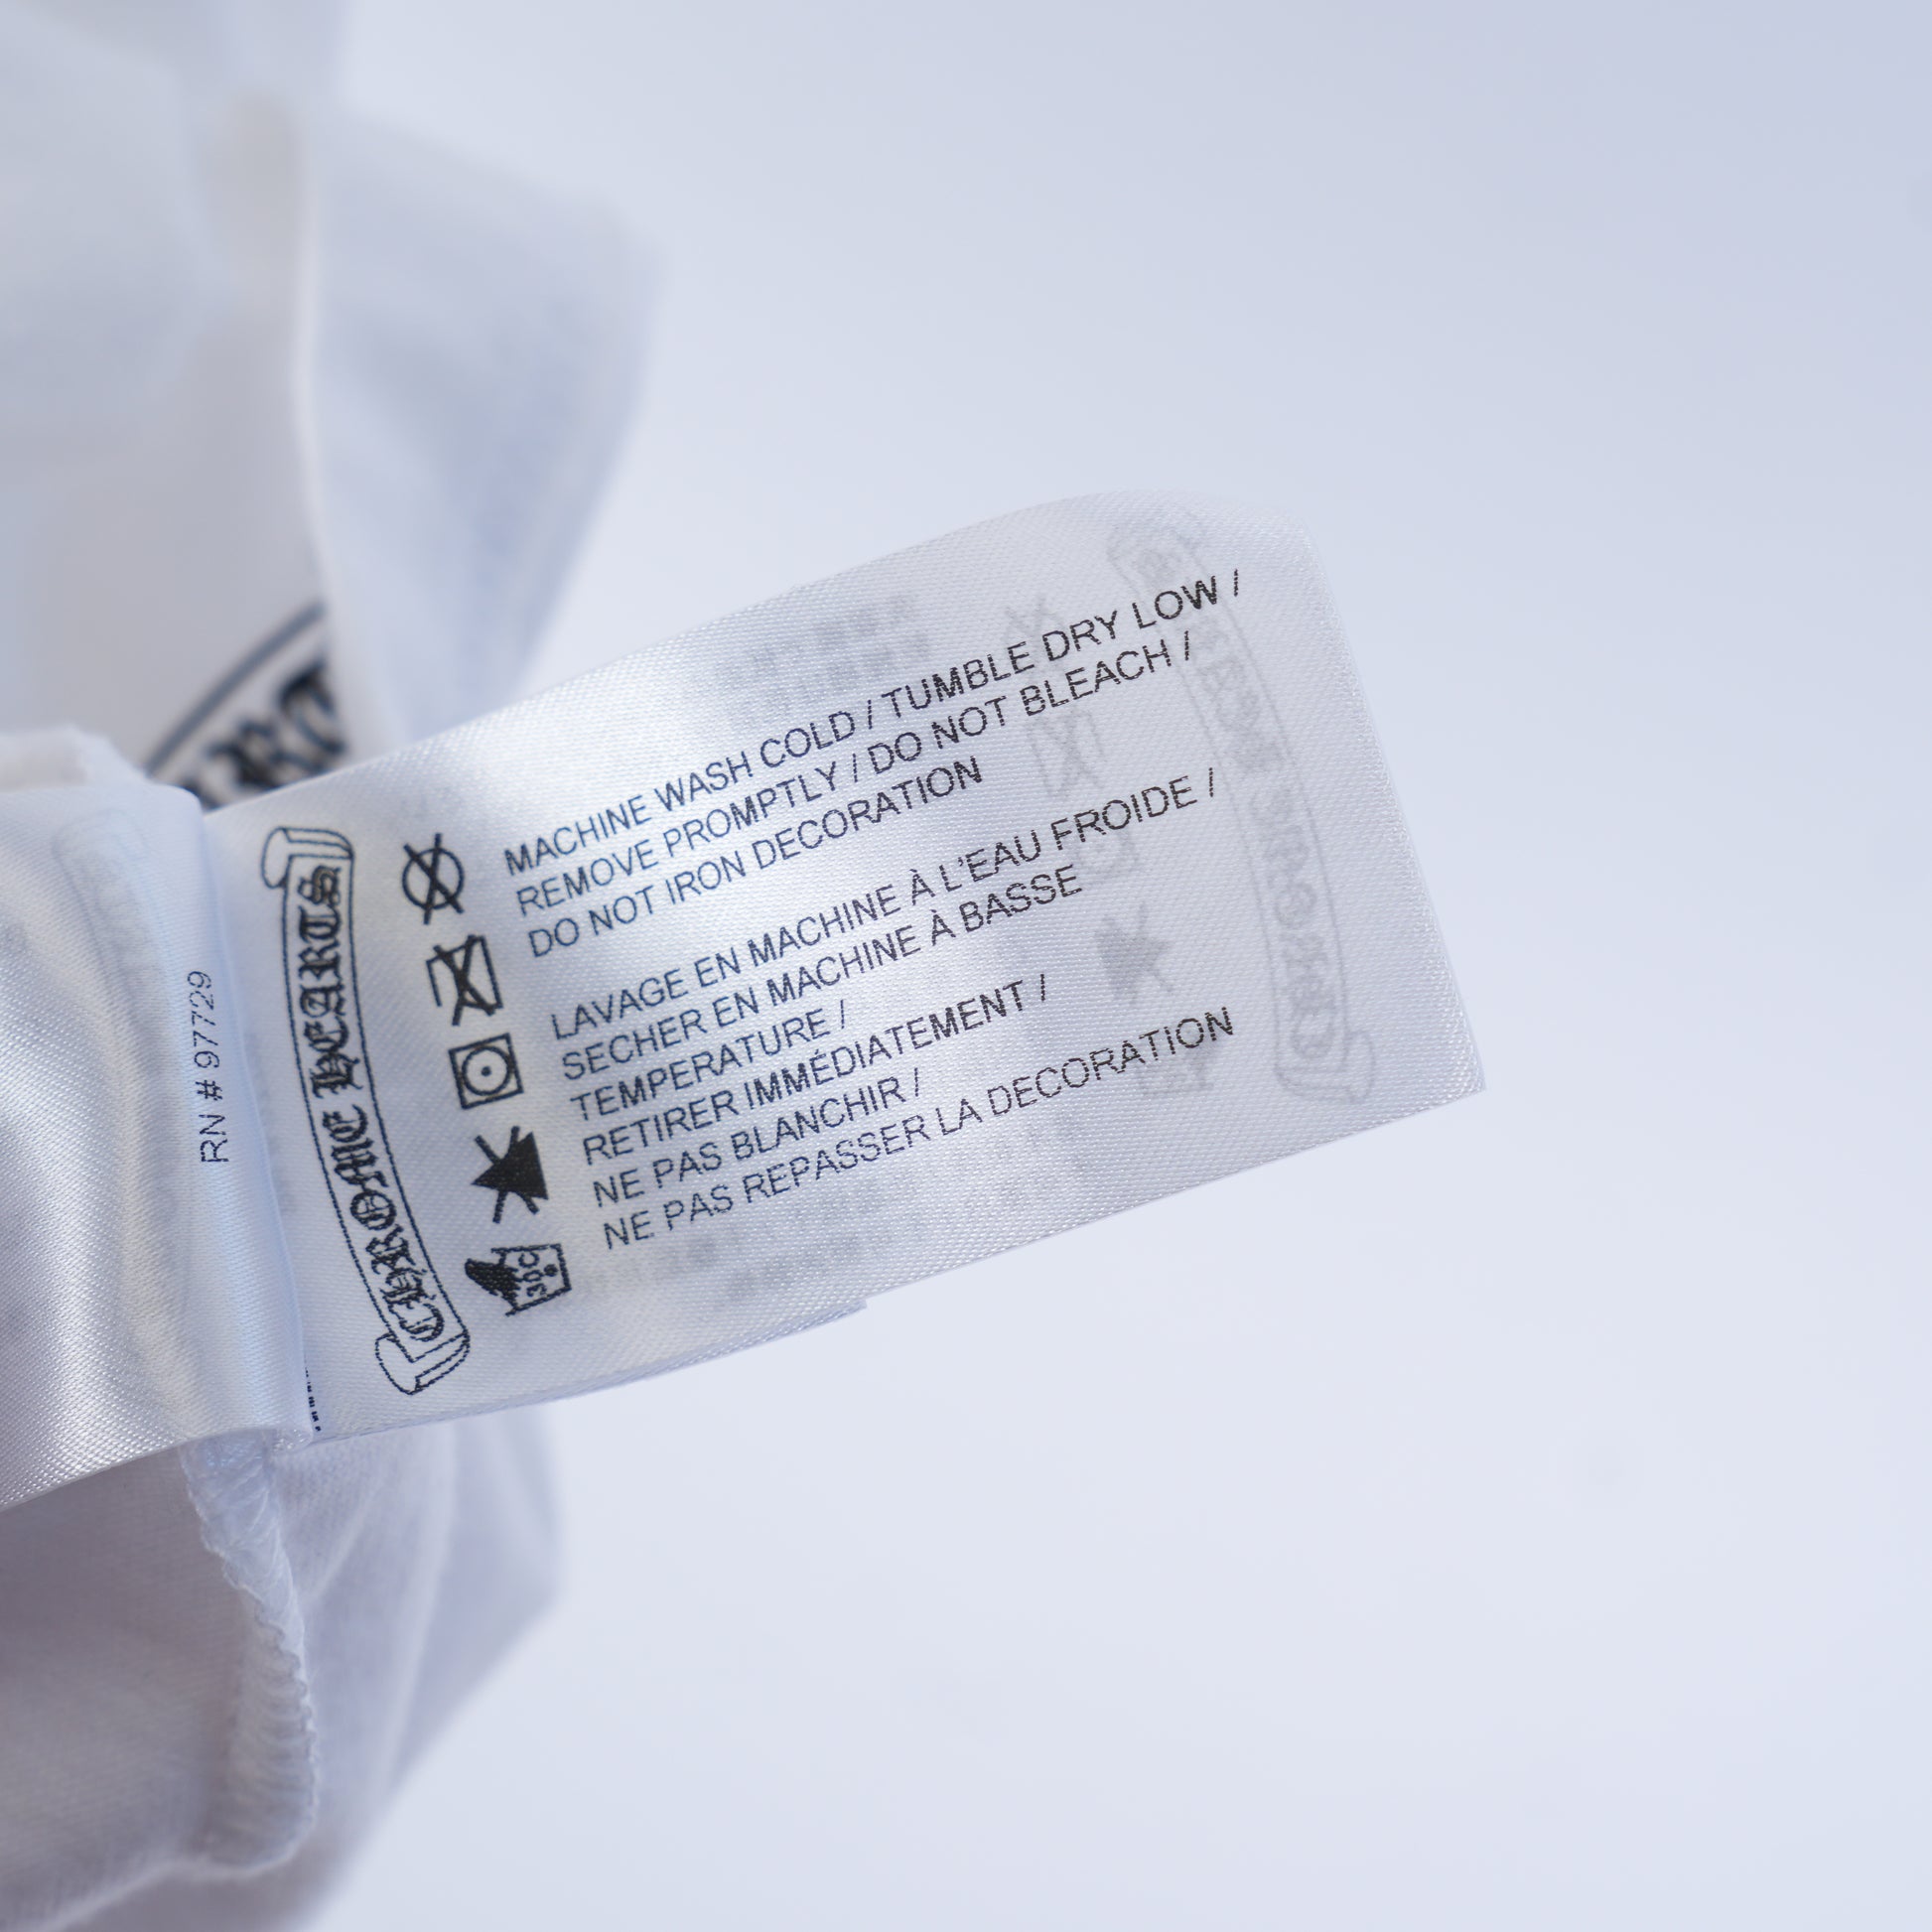 RN # 97729
CHROME HEARTS
MACHINE WASH COLD / TUMBLE DRY LOW /
REMOVE PROMPTLY / DO NOT BLEACH /
DO NOT IRON DECORATION
LAVAGE EN MACHINE À L'EAU FROIDE /
SECHER EN MACHINE À BASSE
TEMPERATURE /
RETIRER IMMÉDIATEMENT /
NE PAS BLANCHIR /
NE PAS REPASSER LA DECORATION
30C